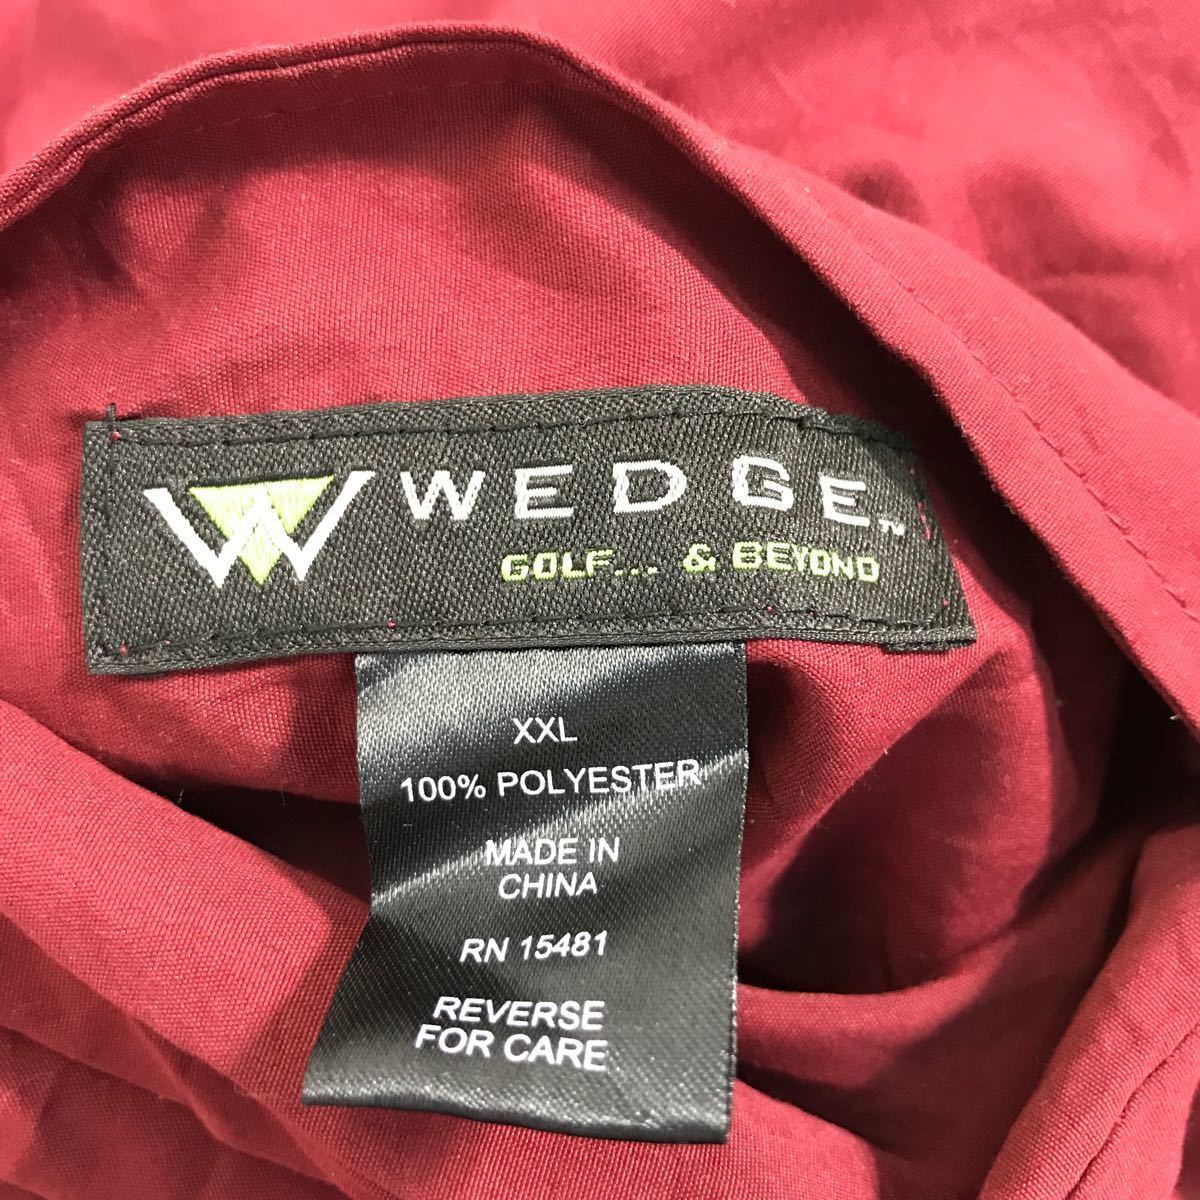 W WEDGE™
GOLF... & BEYOND
XXL
100% POLYESTER
MADE IN
CHINA
RN 15481
REVERSE
FOR CARE